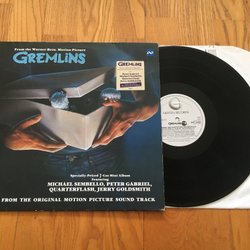 From the Warner Bros. Motion Picture
GREMLINS
GREMLINS
Specially-Priced 7-Cut Mini Album
Featuring
MICHAEL SEMBELLO, PETER GABRIEL,
QUARTERFLASH, JERRY GOLDSMITH
FROM THE ORIGINAL MOTION PICTURE SOUND TRACK